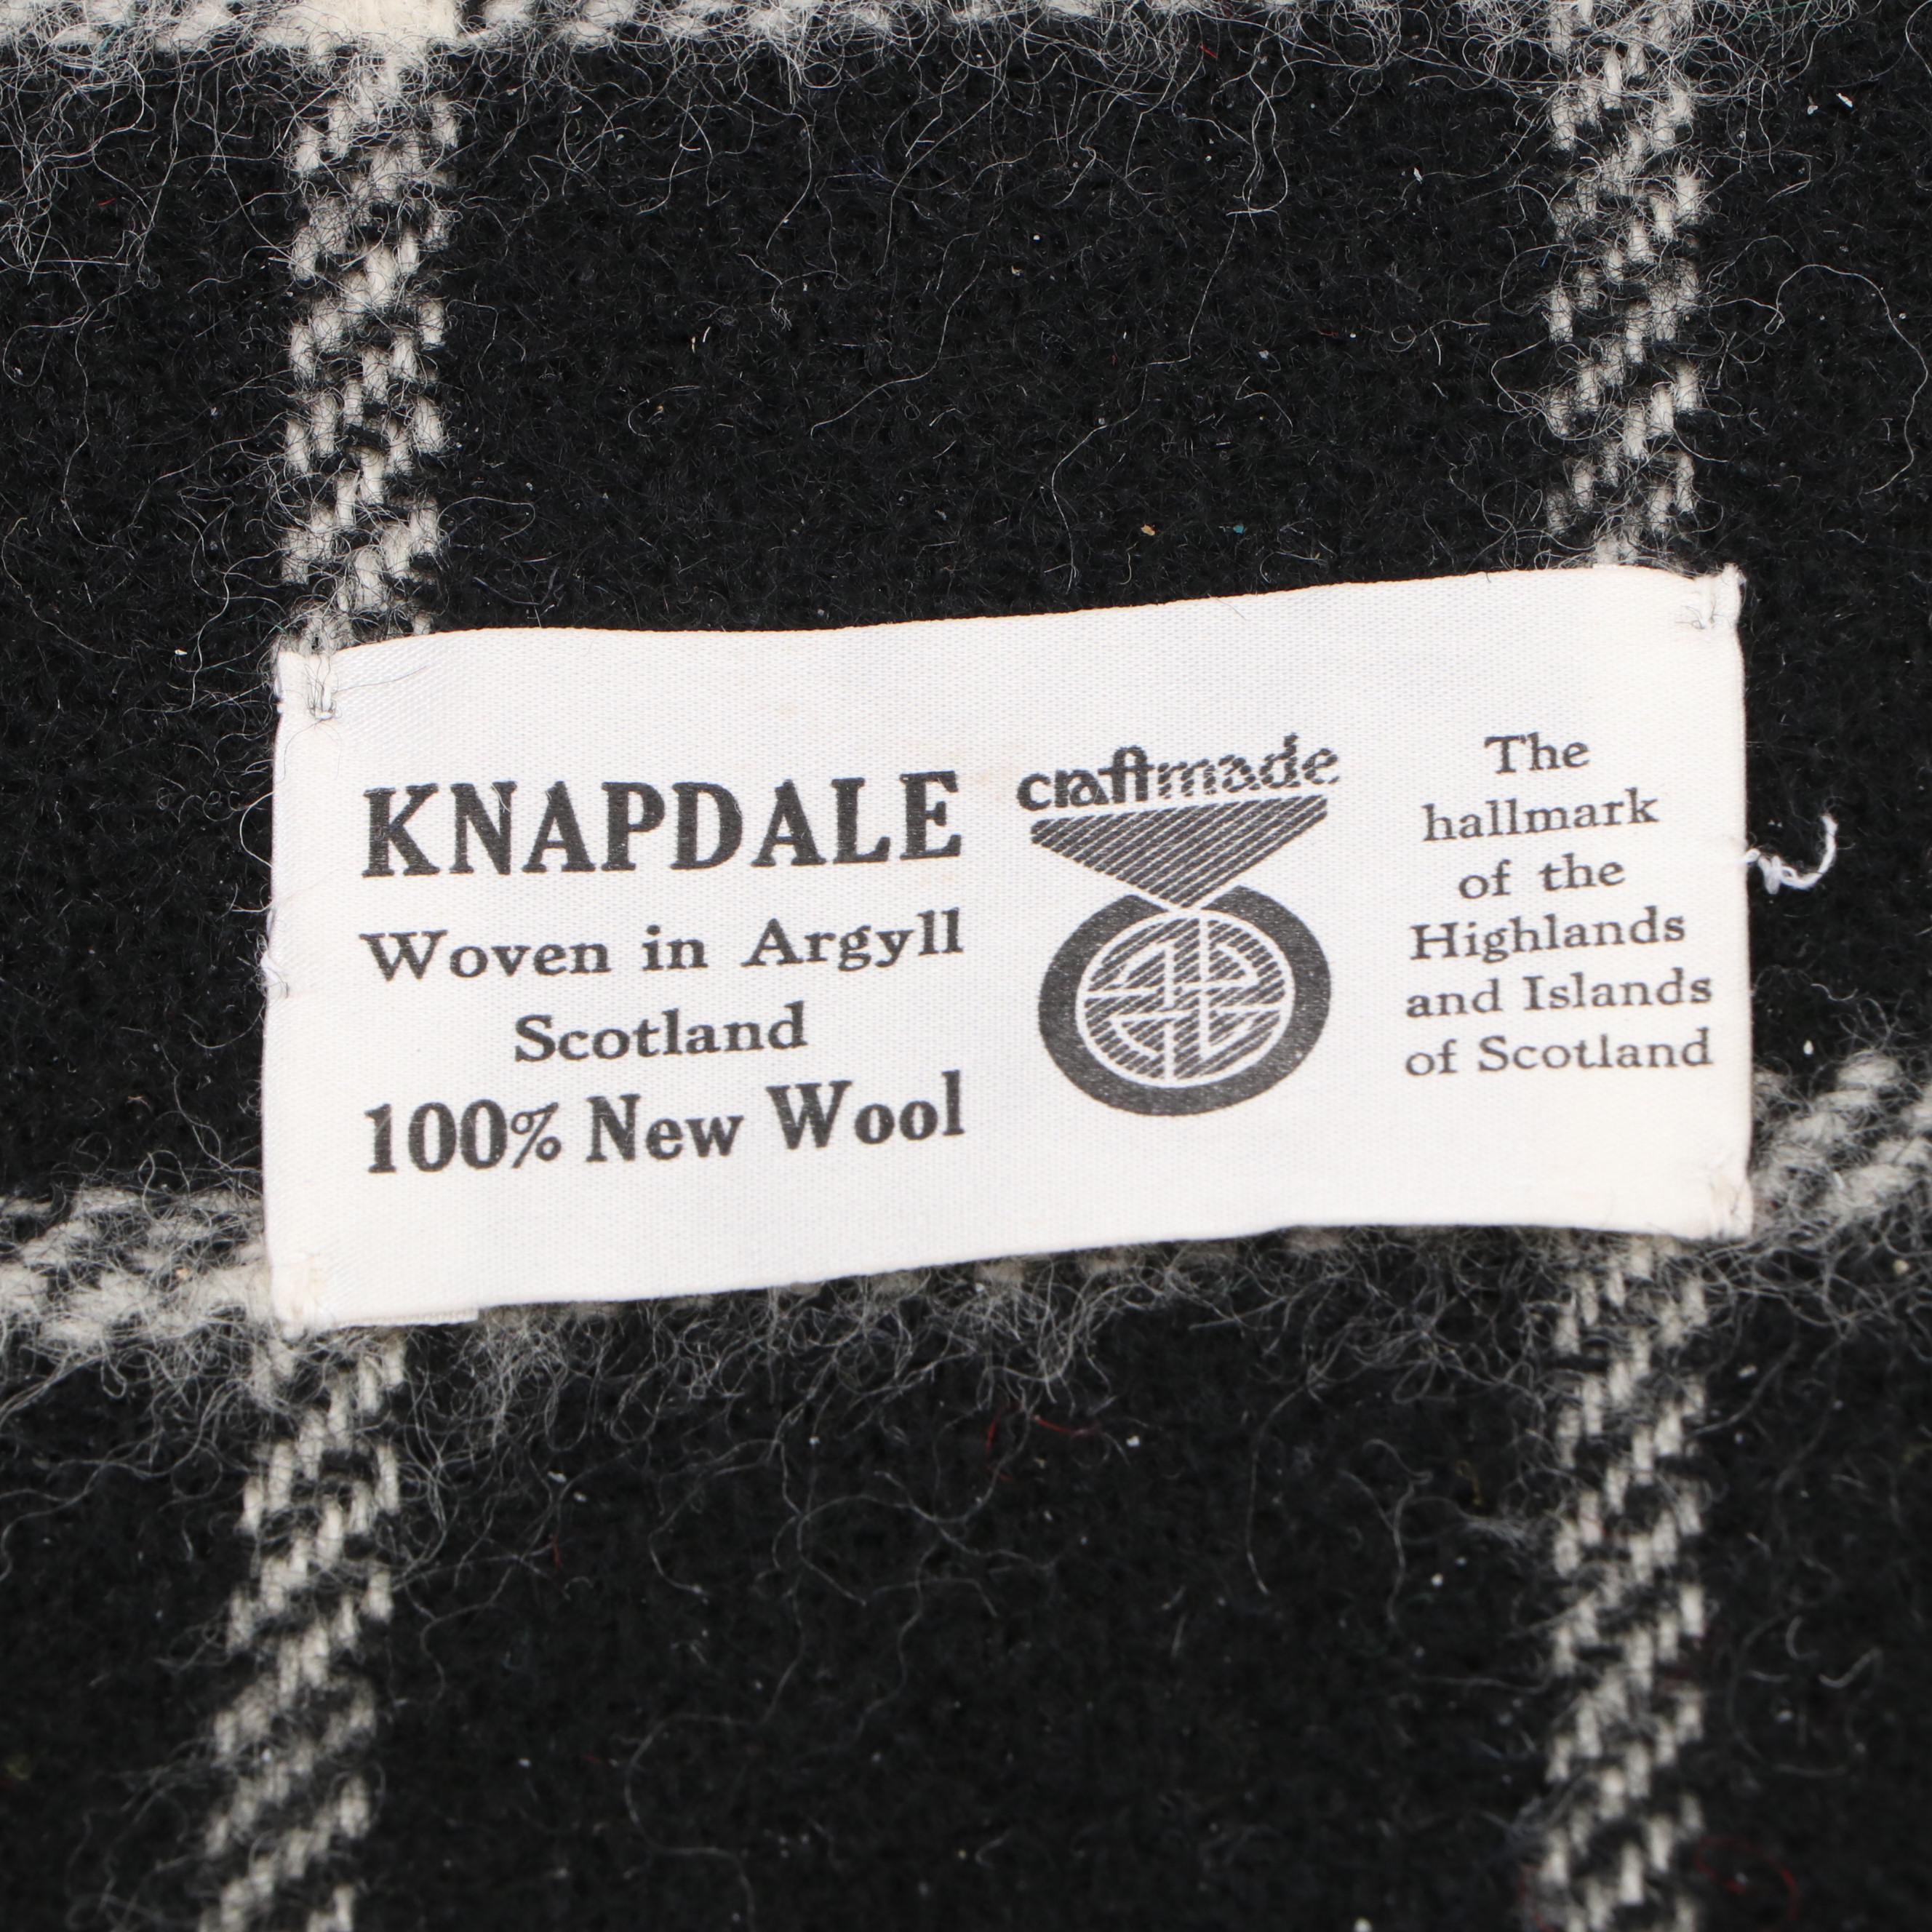 KNAPDALE
Woven in Argyll
Scotland
100% New Wool
craftmade
The
hallmark
of the
Highlands
and Islands
of Scotland